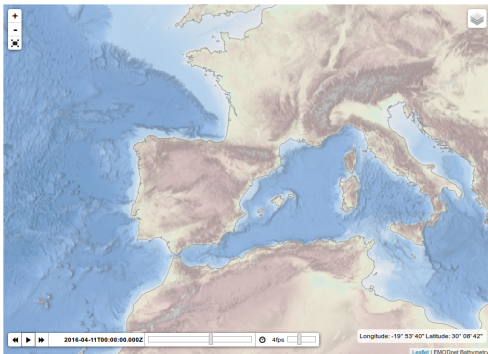 +
-
2016-04-11T00:00:00.000Z
4fps
Longitude: -19° 53' 40" Latitude: 30° 08' 42"
Leaflet | EMODnet Bathymetry